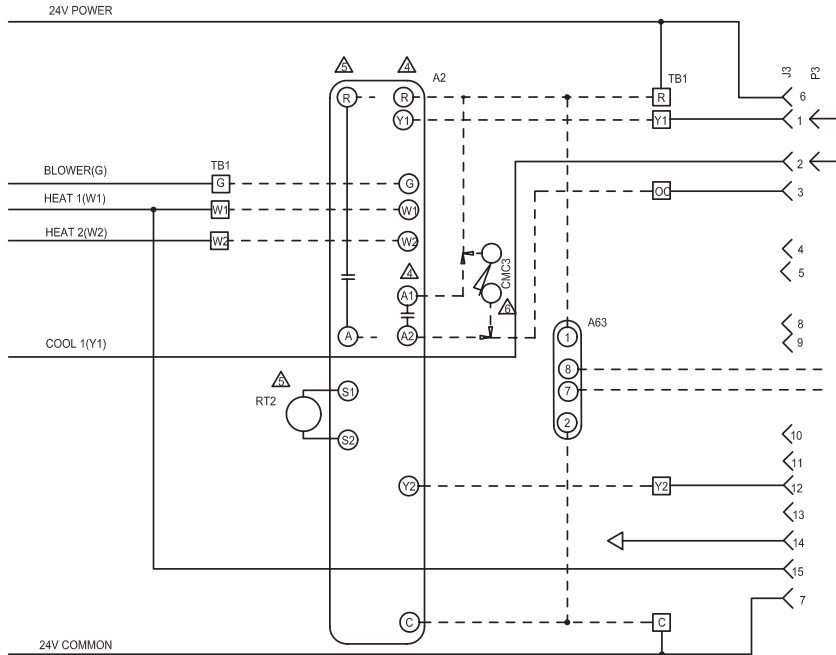 24V POWER
5
4
A2
TB1
J3
P3
R
R
R
6
Y1
Y1
1
2
BLOWER(G)
TB1
G
G
HEAT 1(W1)
W1
W1
OC
3
HEAT 2(W2)
W2
W2
4
4
5
CMC3
A1
6
A63
8
A
A2
1
9
COOL 1(Y1)
8
5
RT2
S1
7
2
S2
10
11
Y2
Y2
12
13
14
15
7
C
C
24V COMMON